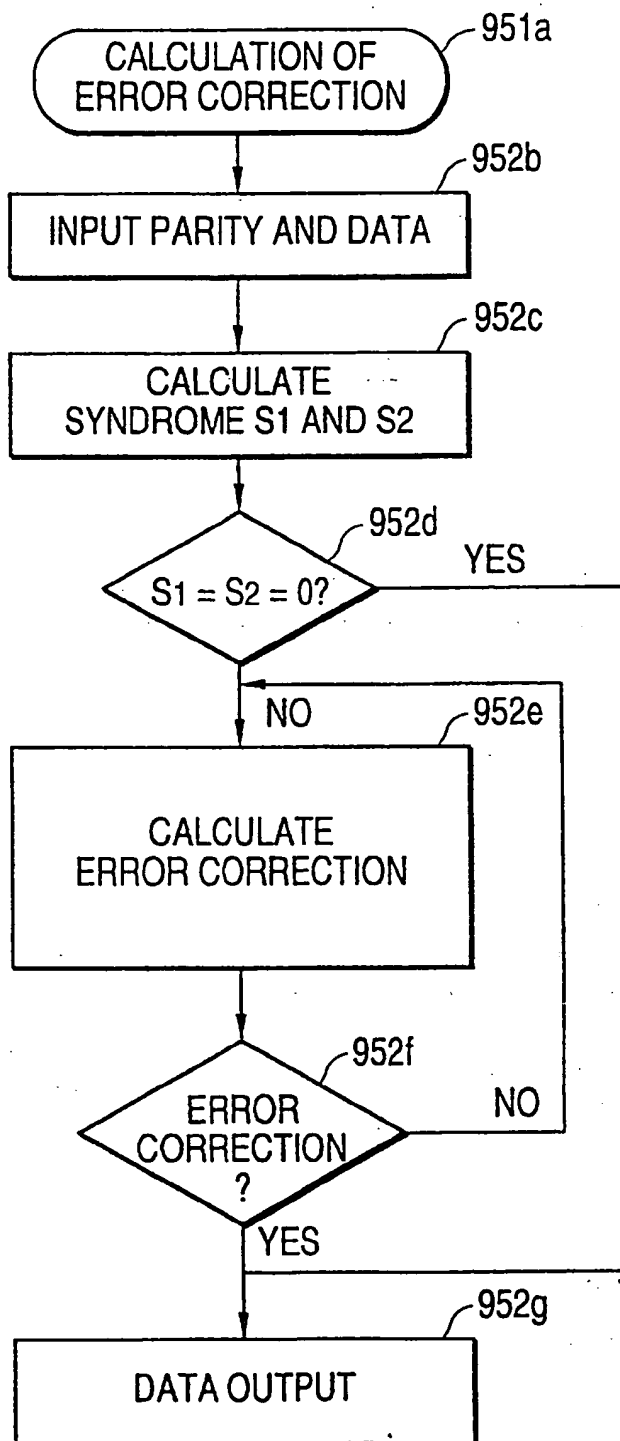 951a
CALCULATION OF
ERROR CORRECTION
952b
INPUT PARITY AND DATA
952c
CALCULATE
SYNDROME S1 AND S2
952d
S1 = S2 = 0?
YES
NO
952e
CALCULATE
ERROR CORRECTION
952f
ERROR
CORRECTION
?
NO
YES
952g
DATA OUTPUT